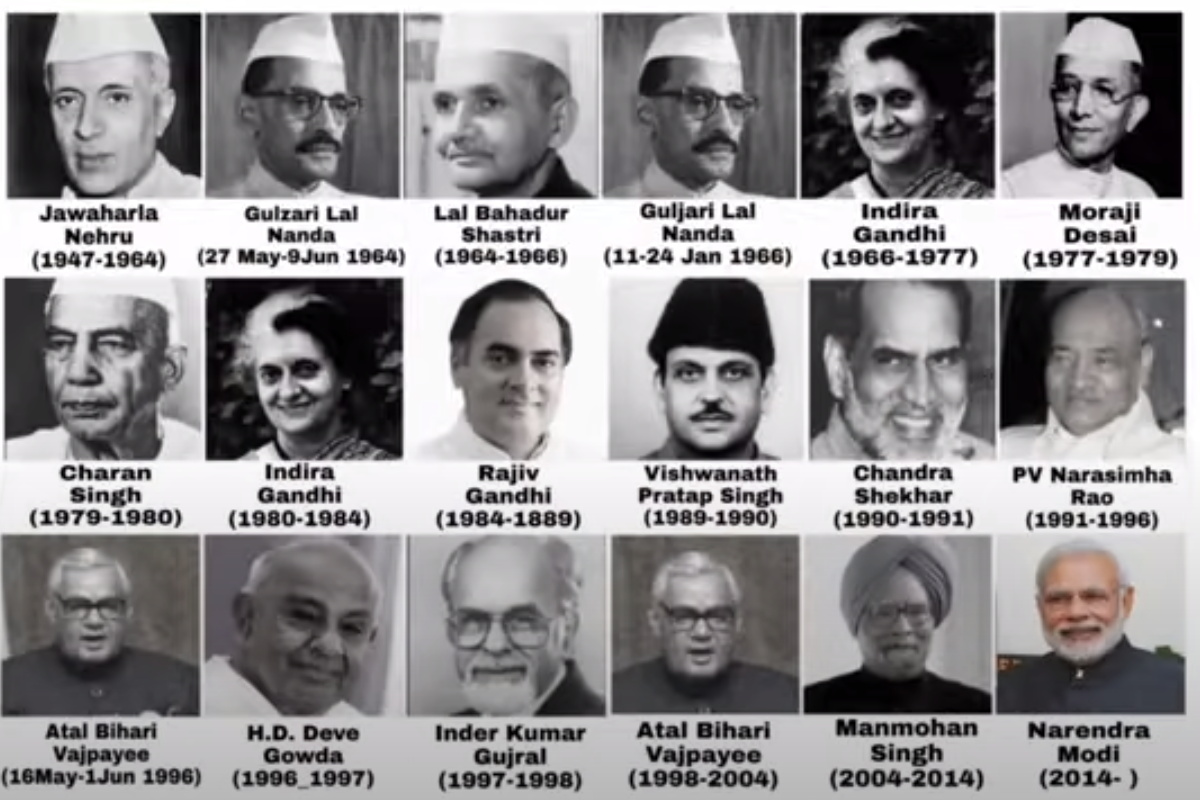 Jawaharla
Nehru
(1947-1964)
Gulzari Lal
Nanda
(27 May-9Jun 1964)
Lal Bahadur
Shastri
(1964-1966)
Guljari Lal
Nanda
(11-24 Jan 1966)
Indira
Gandhi
(1966-1977)
Moraji
Desai
(1977-1979)
Charan
Singh
(1979-1980)
Indira
Gandhi
(1980-1984)
Rajiv
Gandhi
(1984-1889)
Vishwanath
Pratap Singh
(1989-1990)
Chandra
Shekhar
(1990-1991)
PV Narasimha
Rao
(1991-1996)
Atal Bihari
Vajpayee
(16May-1Jun 1996)
H.D. Deve
Gowda
(1996_1997)
Inder Kumar
Gujral
(1997-1998)
Atal Bihari
Vajpayee
(1998-2004)
Manmohan
Singh
(2004-2014)
Narendra
Modi
(2014- )